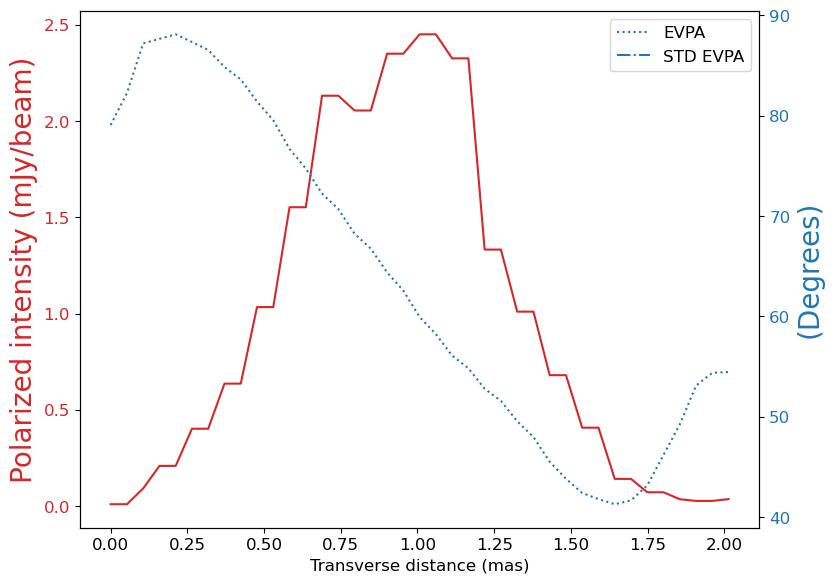 EVPA
STD EVPA
Polarized intensity (mJy/beam)
2.5
2.0
1.5
1.0
0.5
0.0
90
80
70
60
50
40
(Degrees)
0.00 0.25 0.50 0.75 1.00 1.25 1.50 1.75 2.00
Transverse distance (mas)